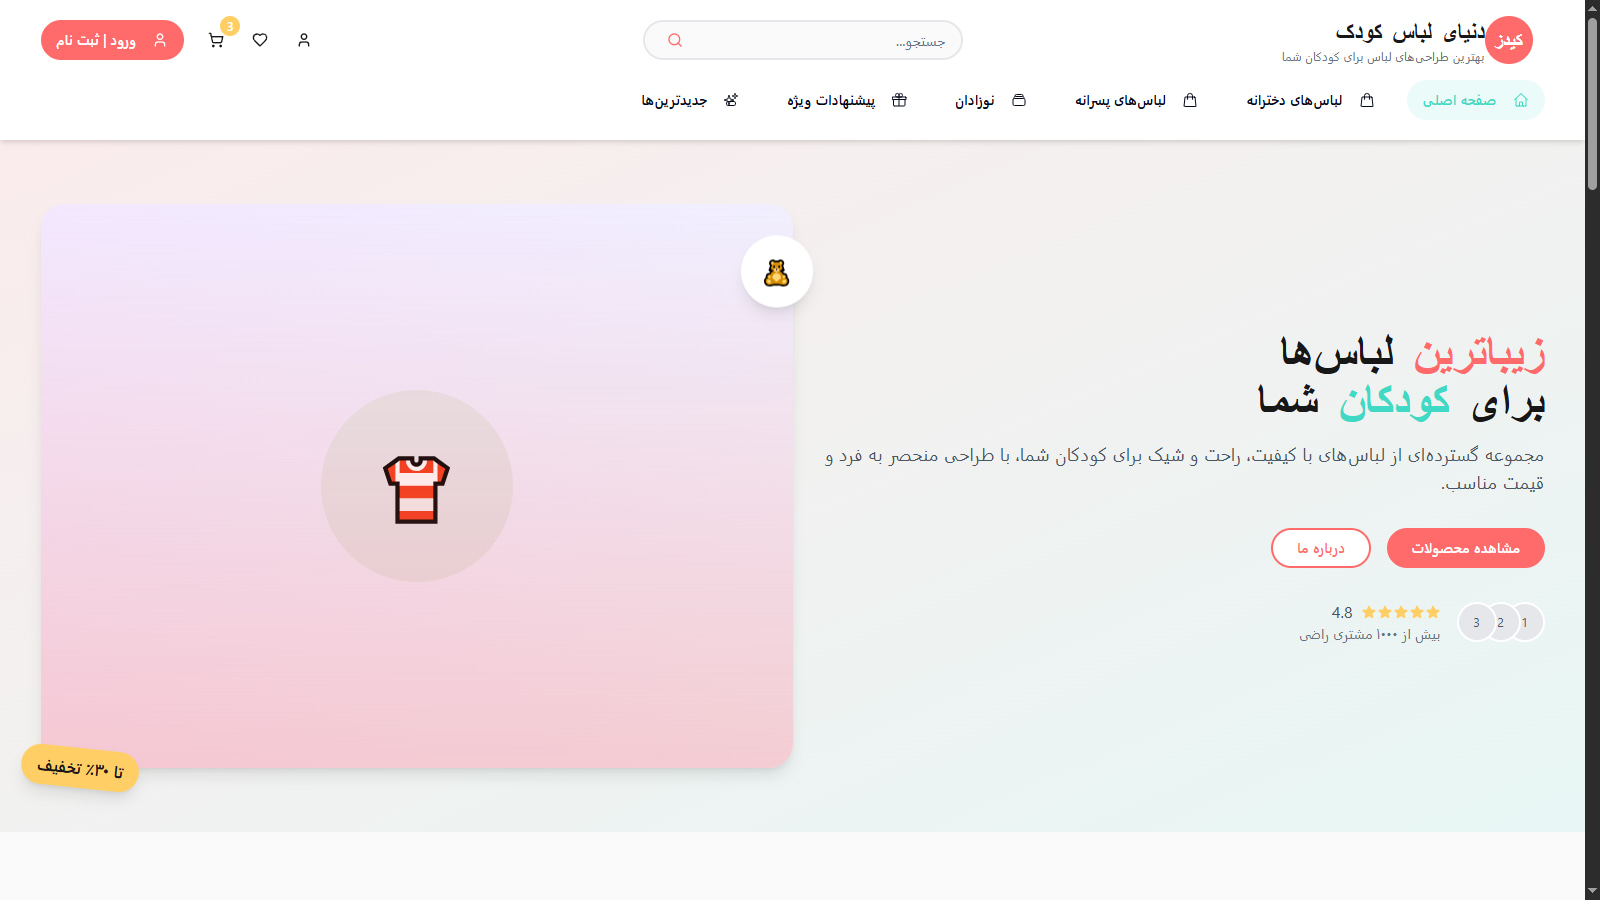 کیدز
دنیای لباس کودک
بهترین طراحی‌های لباس برای کودکان شما
جستجو...
3
ورود | ثبت نام
صفحه اصلی
لباس‌های دخترانه
لباس‌های پسرانه
نوزادان
پیشنهادات ویژه
جدیدترین‌ها
زیباترین لباس‌ها
برای کودکان شما
مجموعه گسترده‌ای از لباس‌های با کیفیت، راحت و شیک برای کودکان شما، با طراحی منحصر به فرد و
قیمت مناسب.
مشاهده محصولات
درباره ما
1
2
3
4.8
بیش از ۱۰۰۰ مشتری راضی
تا ۳۰٪ تخفیف